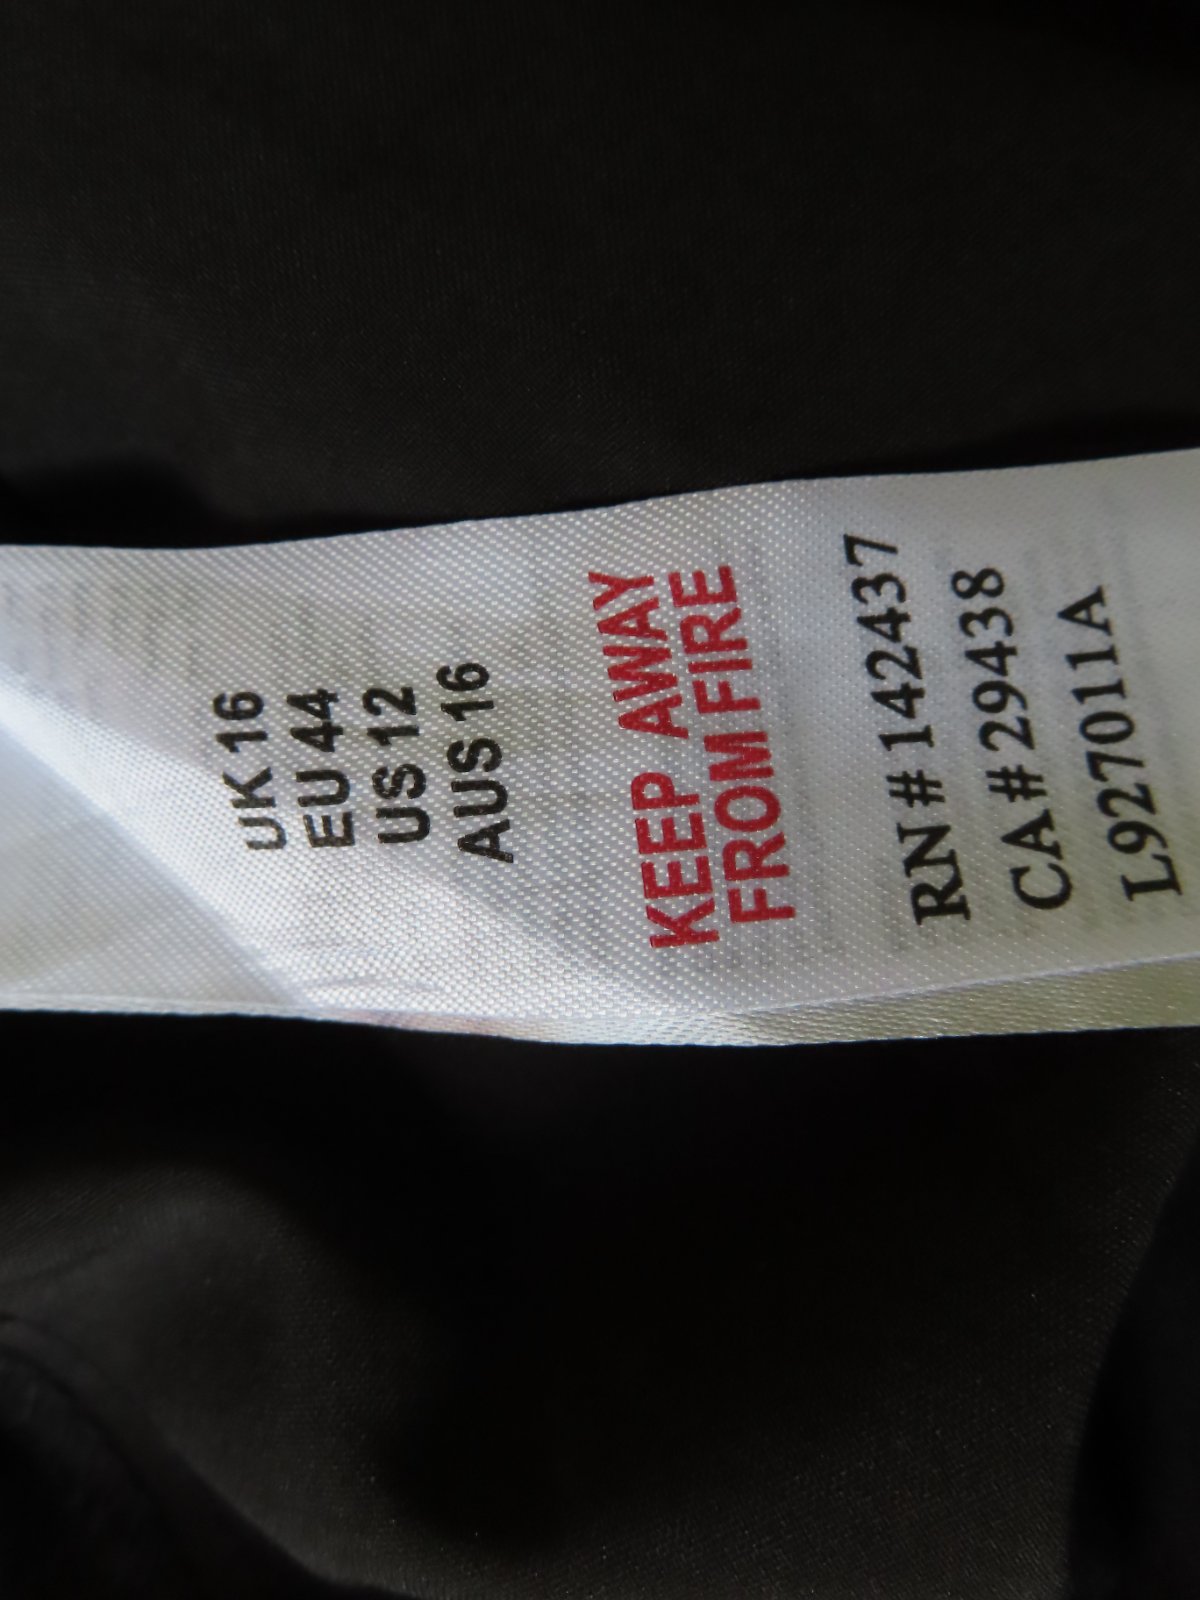 UK 16
EU 44
US 12
AUS 16
KEEP AWAY
FROM FIRE
RN # 142437
CA # 29438
L927011A